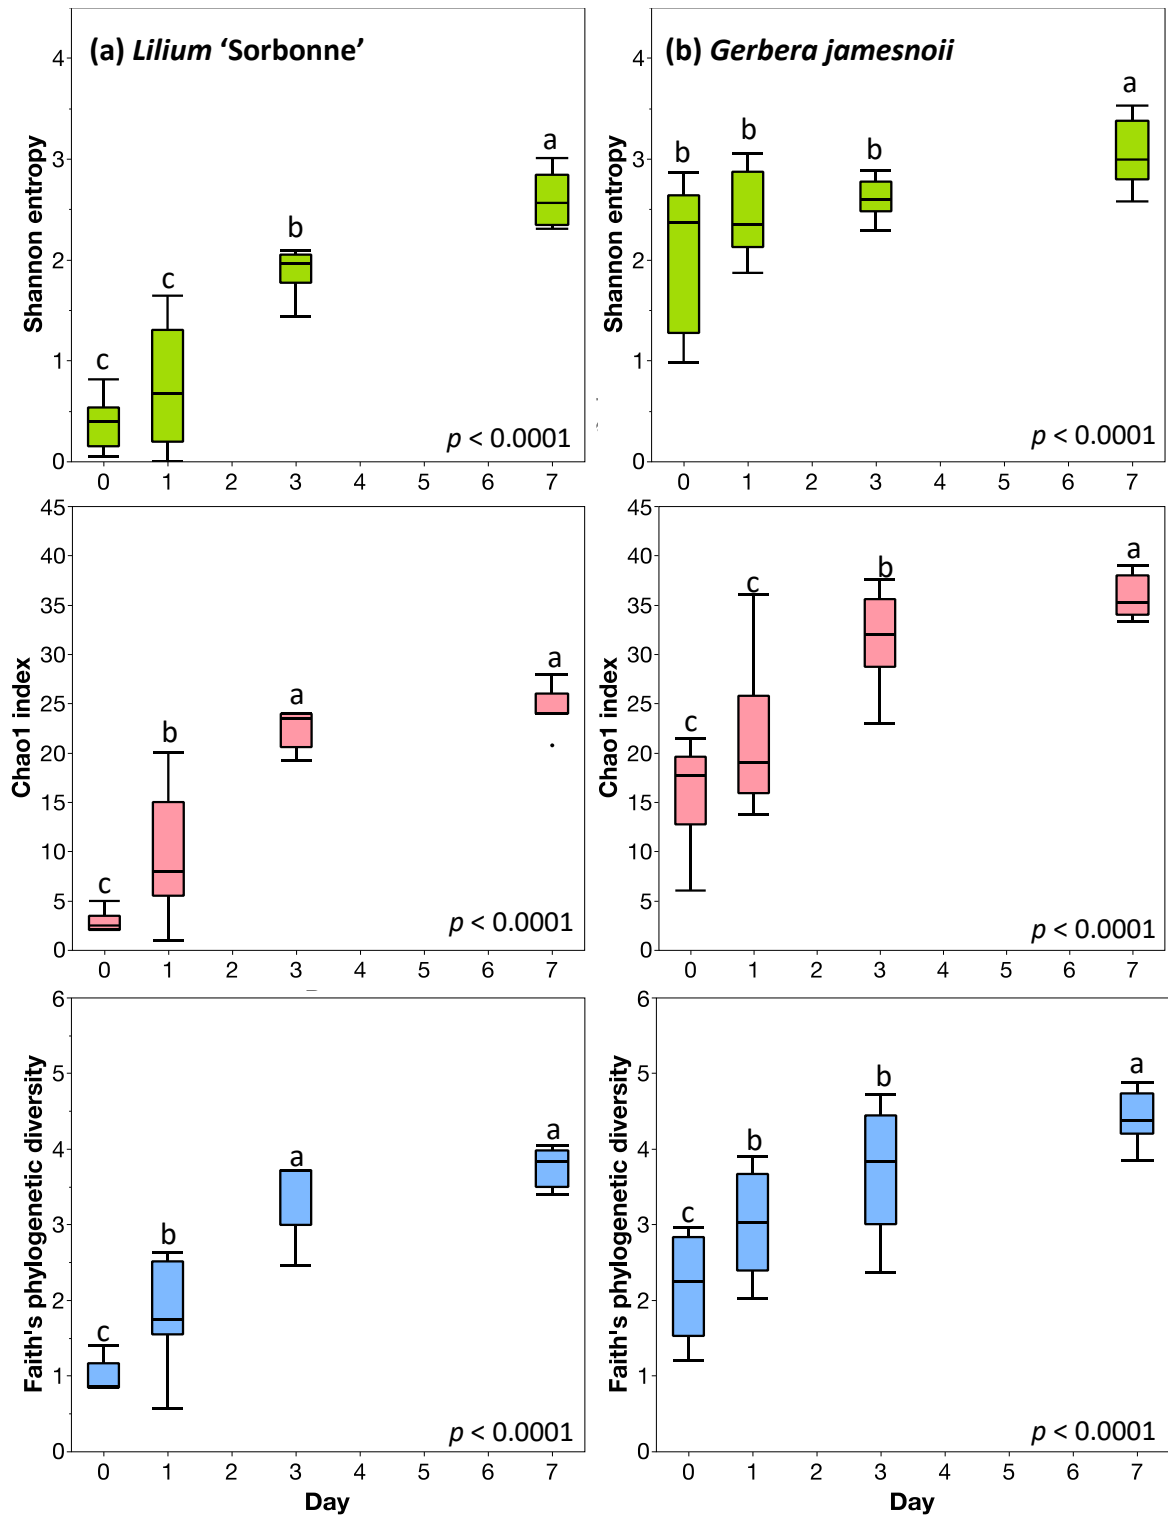 (a) Lilium ‘Sorbonne’
Shannon entropy
4
3
2
1
0
c
c
b
a
p < 0.0001
0 1 2 3 4 5 6 7
(b) Gerbera jamesnoii
Shannon entropy
4
3
2
1
0
b
b
b
a
p < 0.0001
0 1 2 3 4 5 6 7
Chao1 index
45
40
35
30
25
20
15
10
5
0
c
b
a
a
p < 0.0001
0 1 2 3 4 5 6 7
Chao1 index
45
40
35
30
25
20
15
10
5
0
c
c
b
a
p < 0.0001
0 1 2 3 4 5 6 7
Faith's phylogenetic diversity
6
5
4
3
2
1
0
c
b
a
a
p < 0.0001
0 1 2 3 4 5 6 7
Day
Faith's phylogenetic diversity
6
5
4
3
2
1
0
c
b
b
a
p < 0.0001
0 1 2 3 4 5 6 7
Day